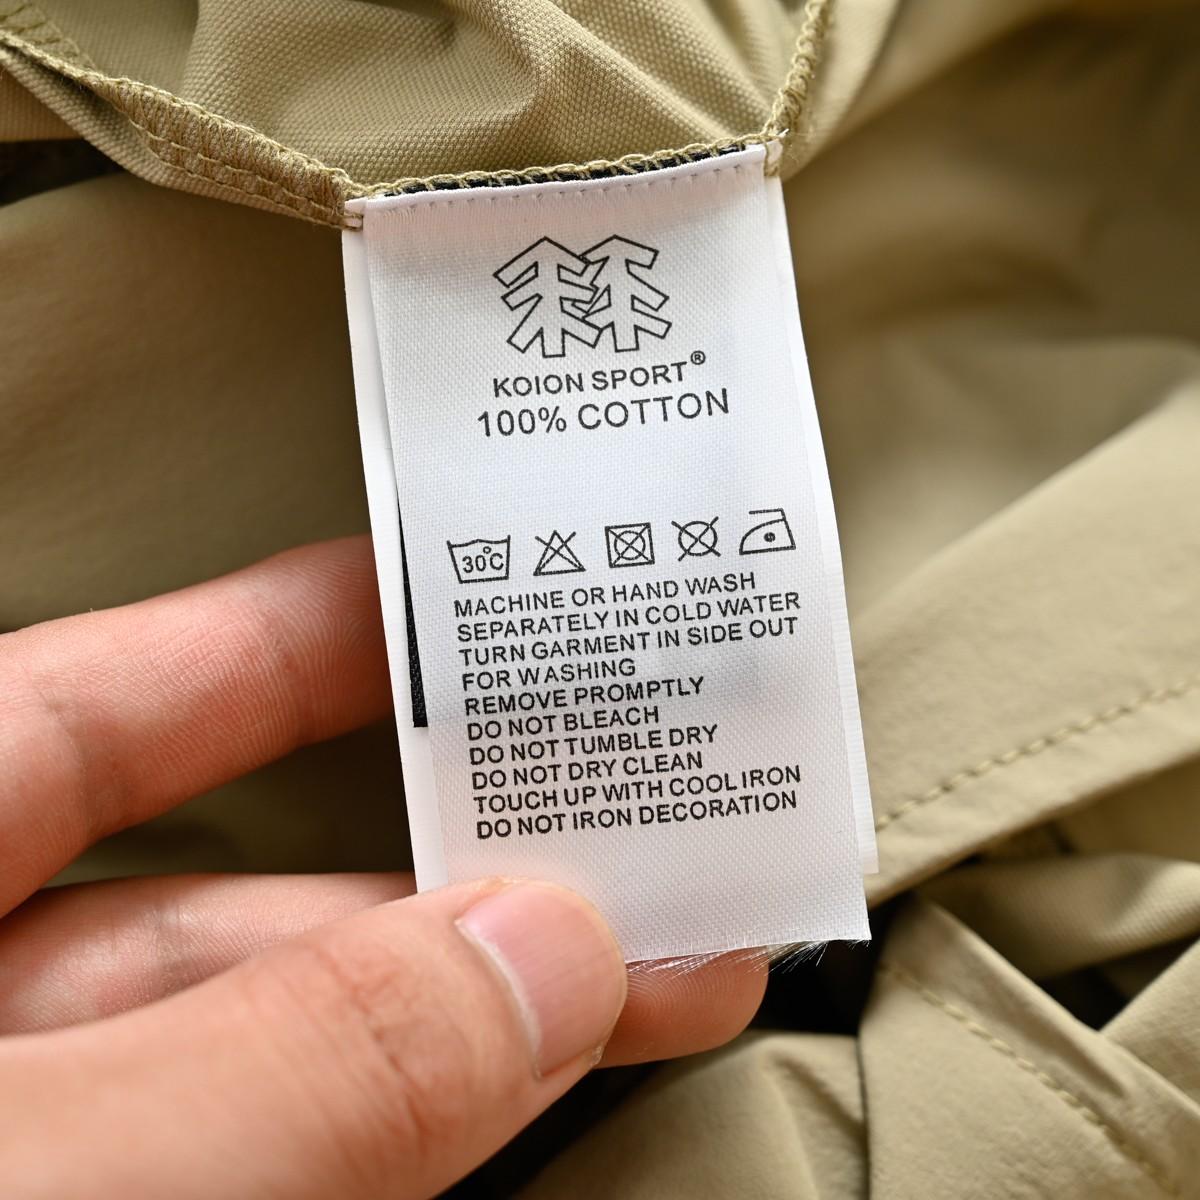 KOION SPORT®
100% COTTON
30°C
MACHINE OR HAND WASH
SEPARATELY IN COLD WATER
TURN GARMENT IN SIDE OUT
FOR WASHING
REMOVE PROMPTLY
DO NOT BLEACH
DO NOT TUMBLE DRY
DO NOT DRY CLEAN
TOUCH UP WITH COOL IRON
DO NOT IRON DECORATION